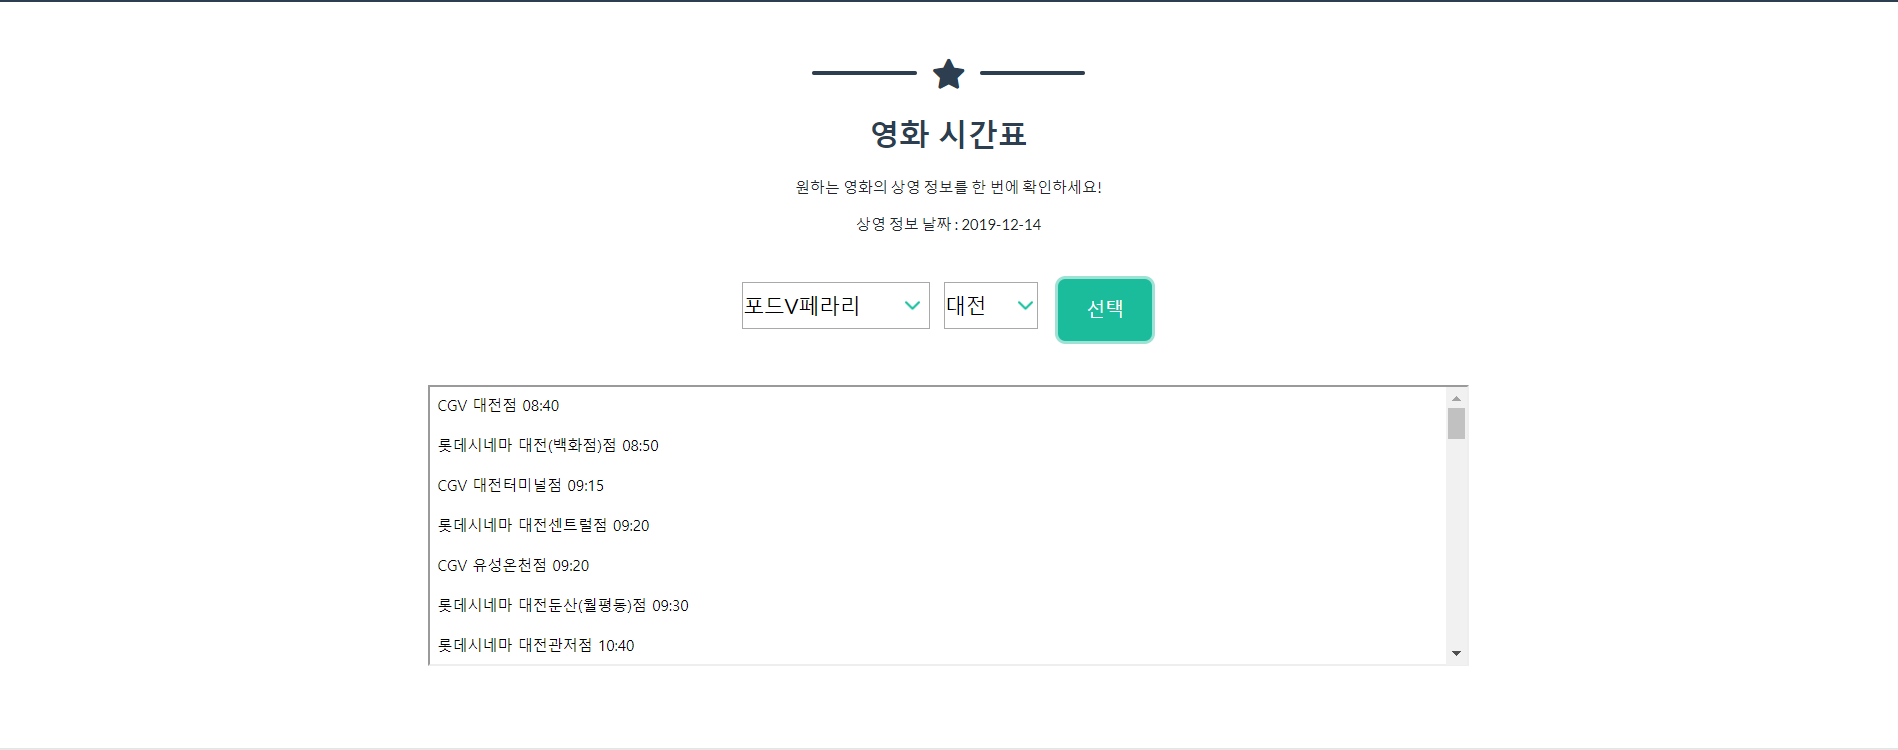 영화 시간표
원하는 영화의 상영 정보를 한 번에 확인하세요!
상영 정보 날짜 : 2019-12-14
포드V페라리 대전 선택
CGV 대전점 08:40
롯데시네마 대전(백화점)점 08:50
CGV 대전터미널점 09:15
롯데시네마 대전센트럴점 09:20
CGV 유성온천점 09:20
롯데시네마 대전둔산(월평동)점 09:30
롯데시네마 대전관저점 10:40